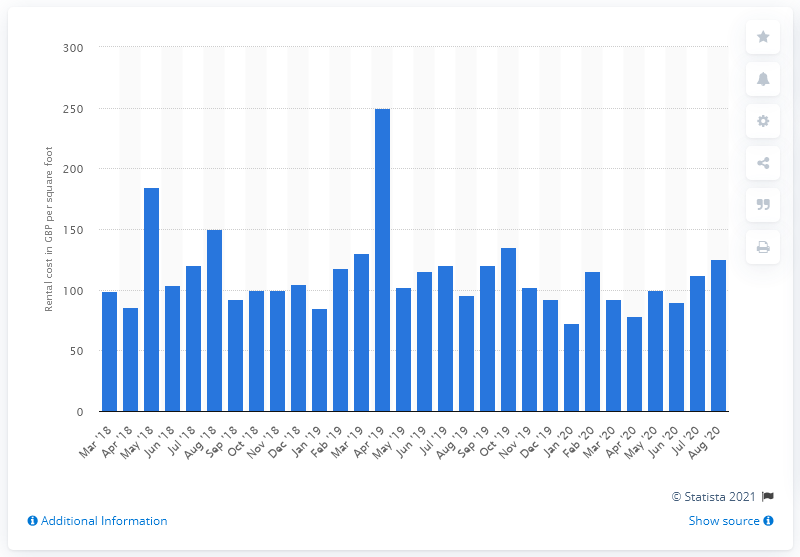 300
250
200
150
100
50
0
Rental cost in GBP per square foot
Mar '18
Apr '18
May '18
Jun '18
Jul '18
Aug '18
Sep '18
Oct '18
Nov '18
Dec '18
Jan '19
Feb '19
Mar '19
Apr '19
May '19
Jun '19
Jul '19
Aug '19
Sep '19
Oct '19
Nov '19
Dec '19
Jan '20
Feb '20
Mar '20
Apr '20
May '20
Jun '20
Jul '20
Aug '20
© Statista 2021
Additional Information
Show source